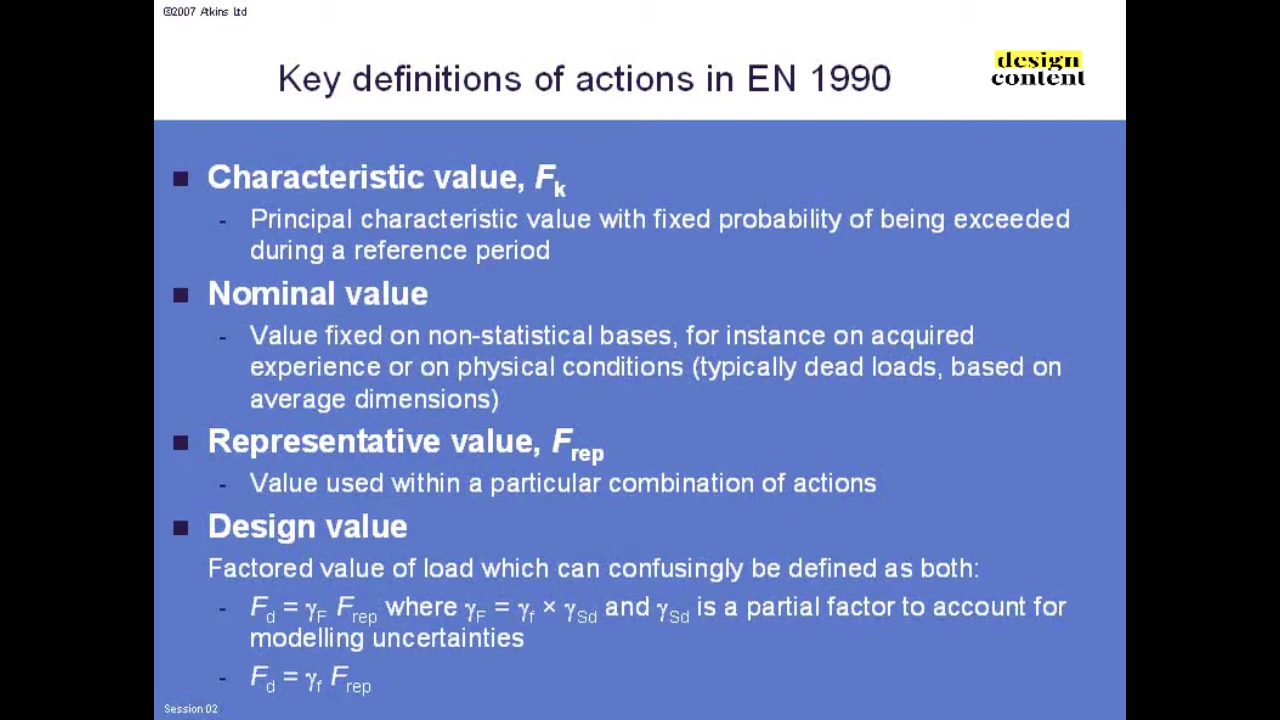 ©2007 Atkins Ltd
Key definitions of actions in EN 1990
design
content
■ Characteristic value, Fk
- Principal characteristic value with fixed probability of being exceeded
during a reference period
■ Nominal value
- Value fixed on non-statistical bases, for instance on acquired
experience or on physical conditions (typically dead loads, based on
average dimensions)
■ Representative value, Frep
- Value used within a particular combination of actions
■ Design value
Factored value of load which can confusingly be defined as both:
- Fd = γF Frep where γF = γf × γSd and γSd is a partial factor to account for
modelling uncertainties
- Fd = γf Frep
Session 02